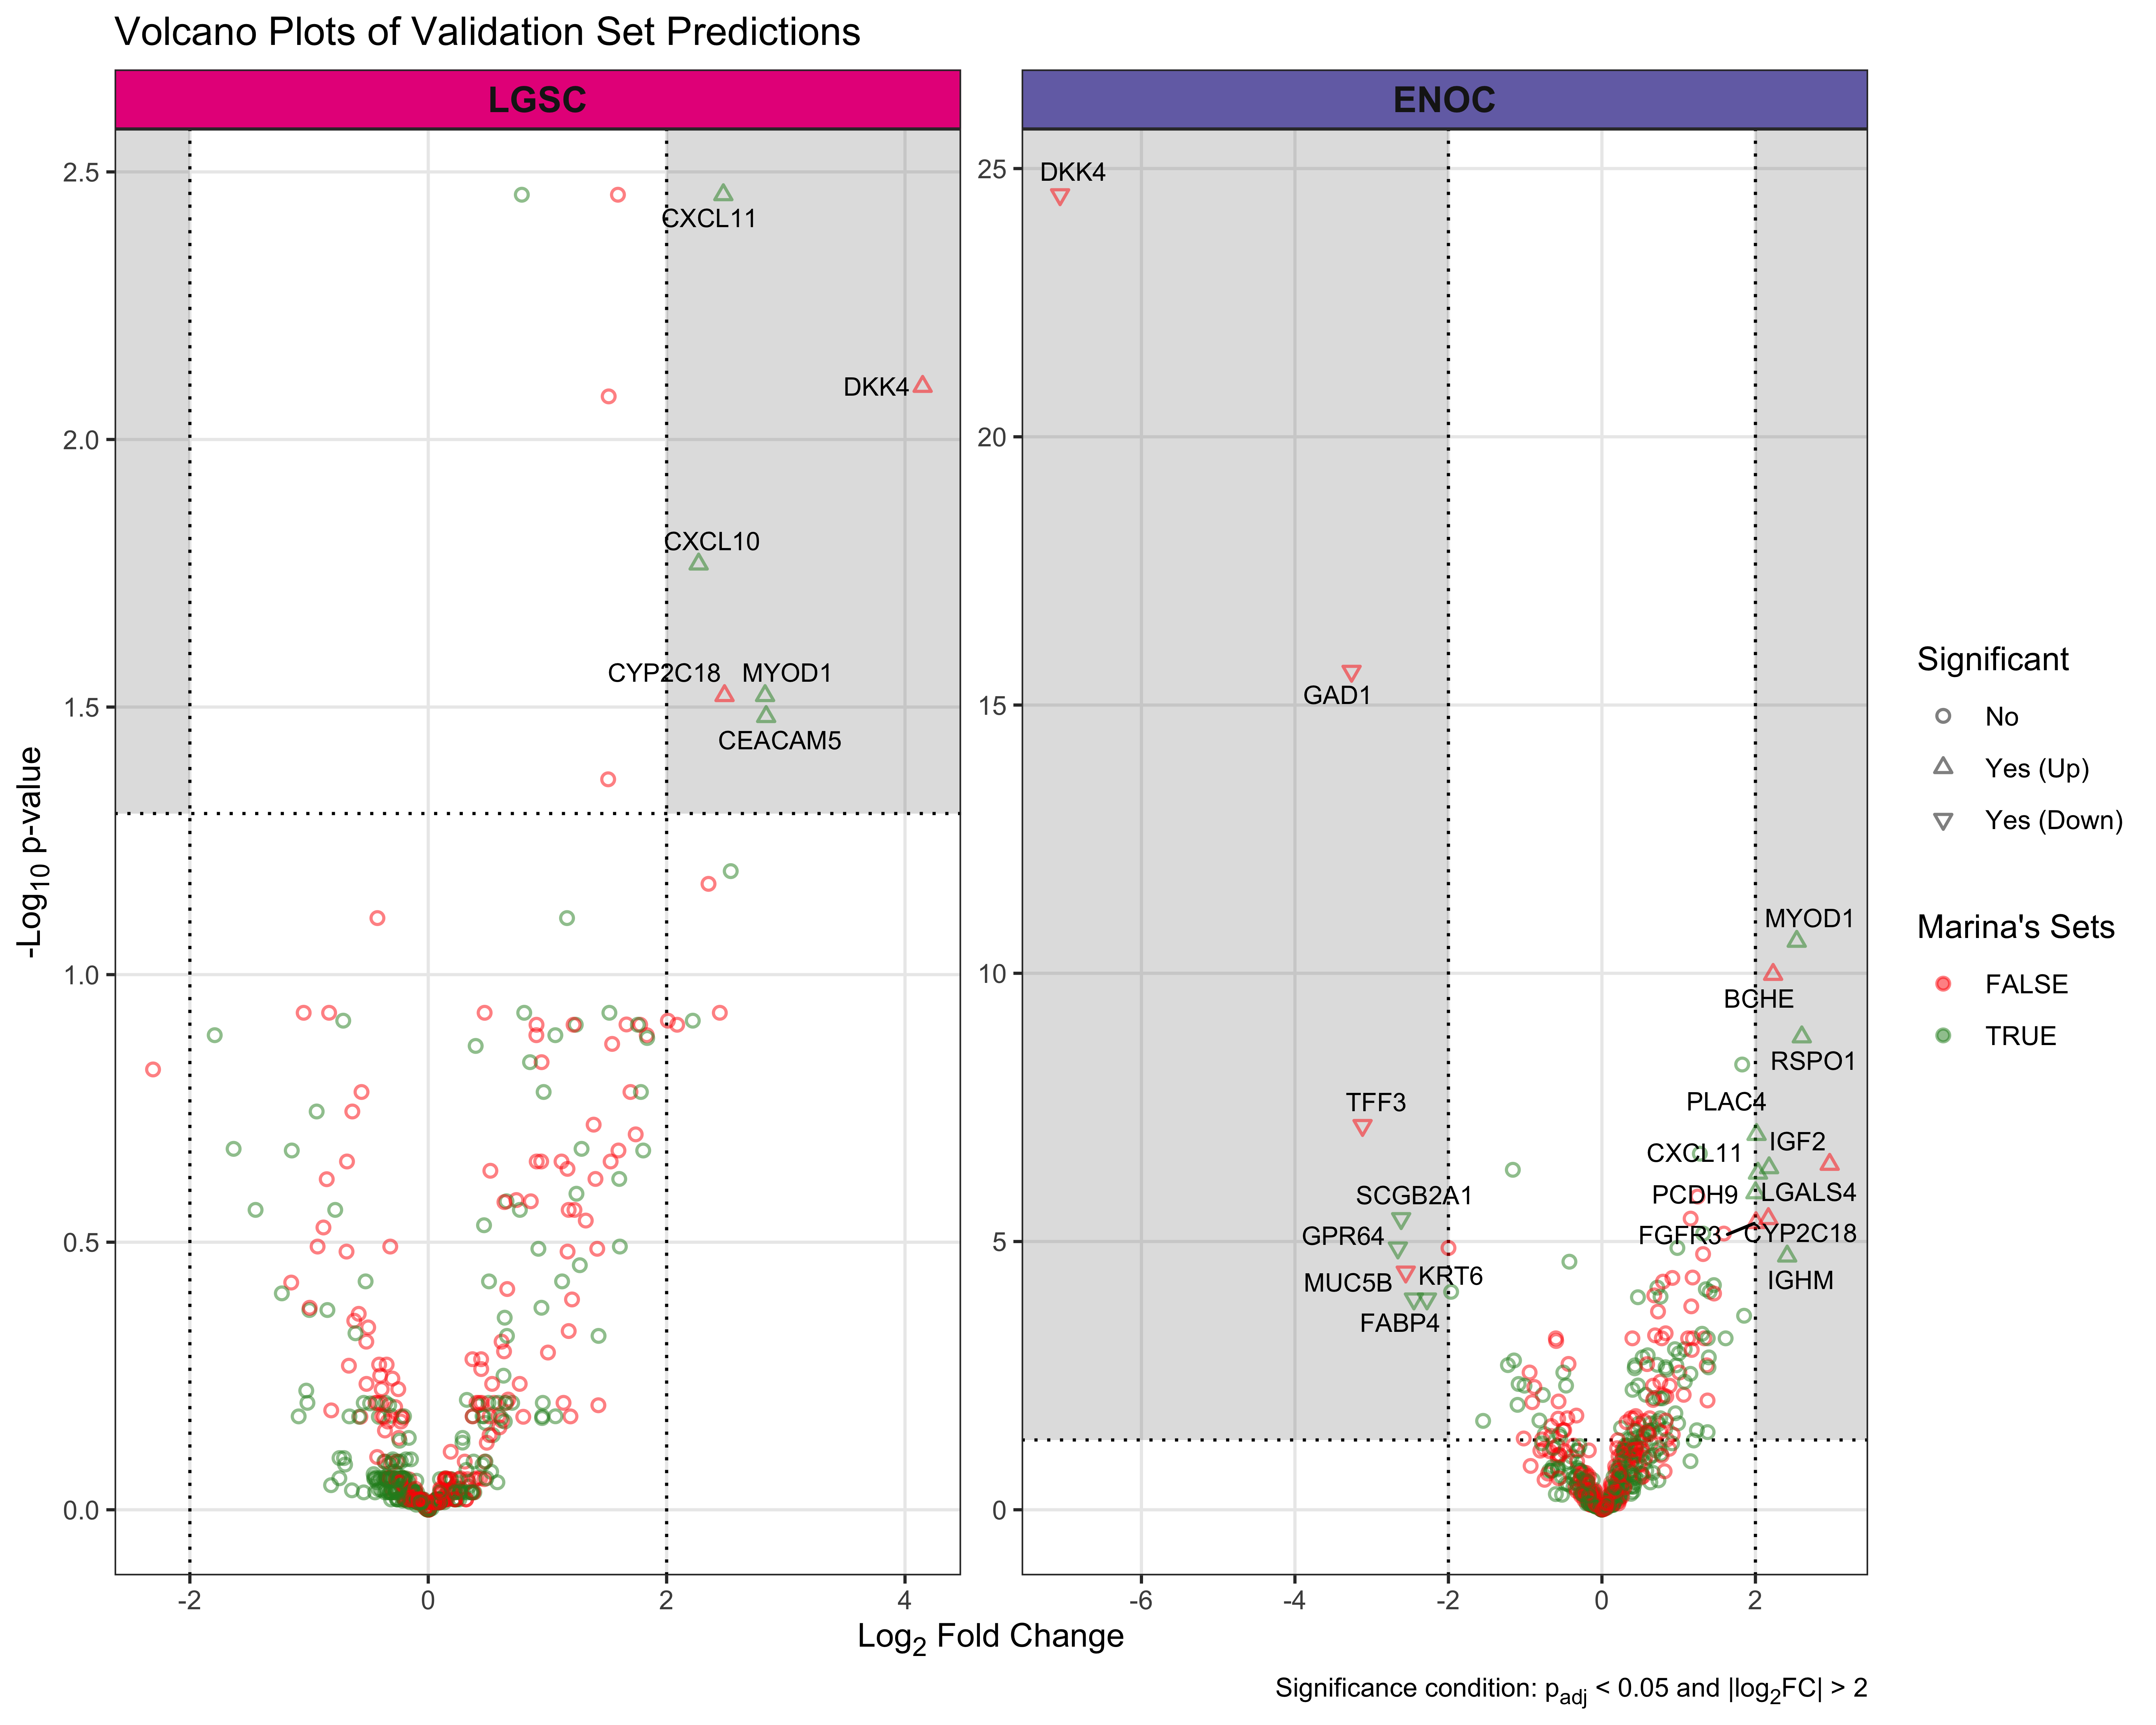 Volcano Plots of Validation Set Predictions
LGSC
ENOC
-Log10 p-value
2.5
2.0
1.5
1.0
0.5
0.0
CXCL11
DKK4
CXCL10
CYP2C18
MYOD1
CEACAM5
-2
0
2
4
25
20
15
10
5
0
DKK4
GAD1
MYOD1
BCHE
RSPO1
TFF3
PLAC4
IGF2
CXCL11
SCGB2A1
PCDH9
LGALS4
GPR64
FGFR3
CYP2C18
MUC5B
KRT6
IGHM
FABP4
-6
-4
-2
0
2
Log2 Fold Change
Significant
No
Yes (Up)
Yes (Down)
Marina's Sets
FALSE
TRUE
Significance condition: padj < 0.05 and |log2FC| > 2